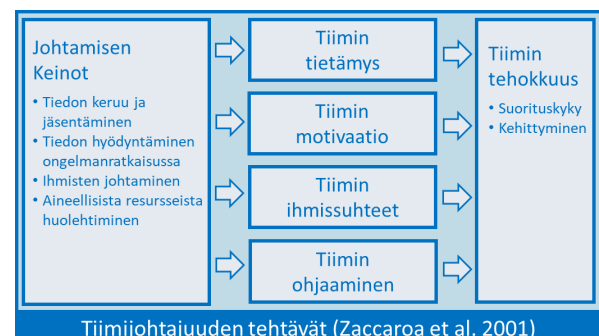 Johtamisen
Keinot
• Tiedon keruu ja
jäsentäminen
• Tiedon hyödyntäminen
ongelmanratkaisussa
• Ihmisten johtaminen
• Aineellisista resursseista
huolehtiminen
Tiimin
tietämys
Tiimin
motivaatio
Tiimin
ihmissuhteet
Tiimin
ohjaaminen
Tiimin
tehokkuus
• Suorituskyky
• Kehittyminen
Tiimijohtajuuden tehtävät (Zaccaroa et al. 2001)